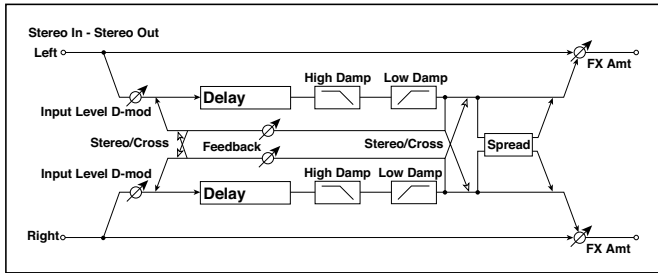 Stereo In - Stereo Out
Left
FX Amt
High Damp Low Damp
Delay
Input Level D-mod
Stereo/Cross Feedback Stereo/Cross Spread
Input Level D-mod
High Damp Low Damp
Delay
Right
FX Amt